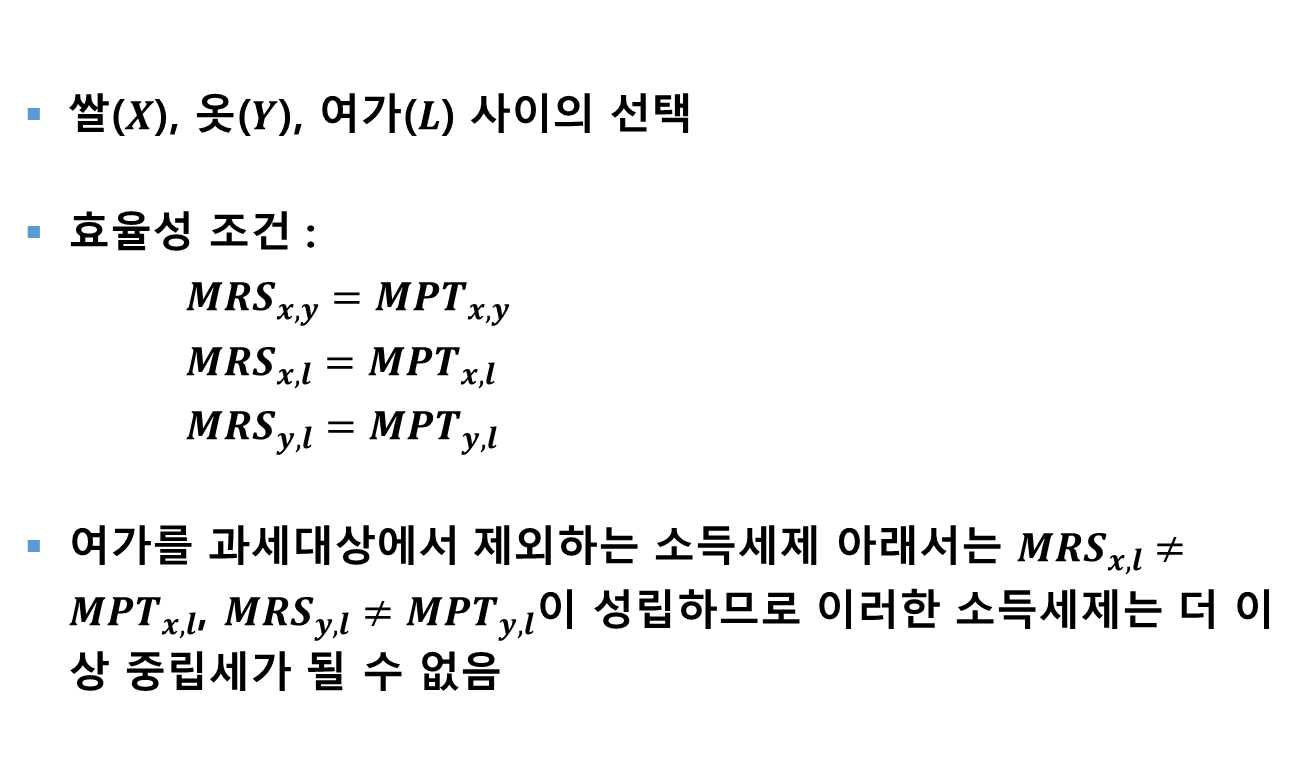 ▪ 쌀(X), 옷(Y), 여가(L) 사이의 선택
▪ 효율성 조건 :
MRS_{x,y} = MPT_{x,y}
MRS_{x,l} = MPT_{x,l}
MRS_{y,l} = MPT_{y,l}
▪ 여가를 과세대상에서 제외하는 소득세제 아래서는 MRS_{x,l} ≠
MPT_{x,l}, MRS_{y,l} ≠ MPT_{y,l}이 성립하므로 이러한 소득세제는 더 이
상 중립세가 될 수 없음